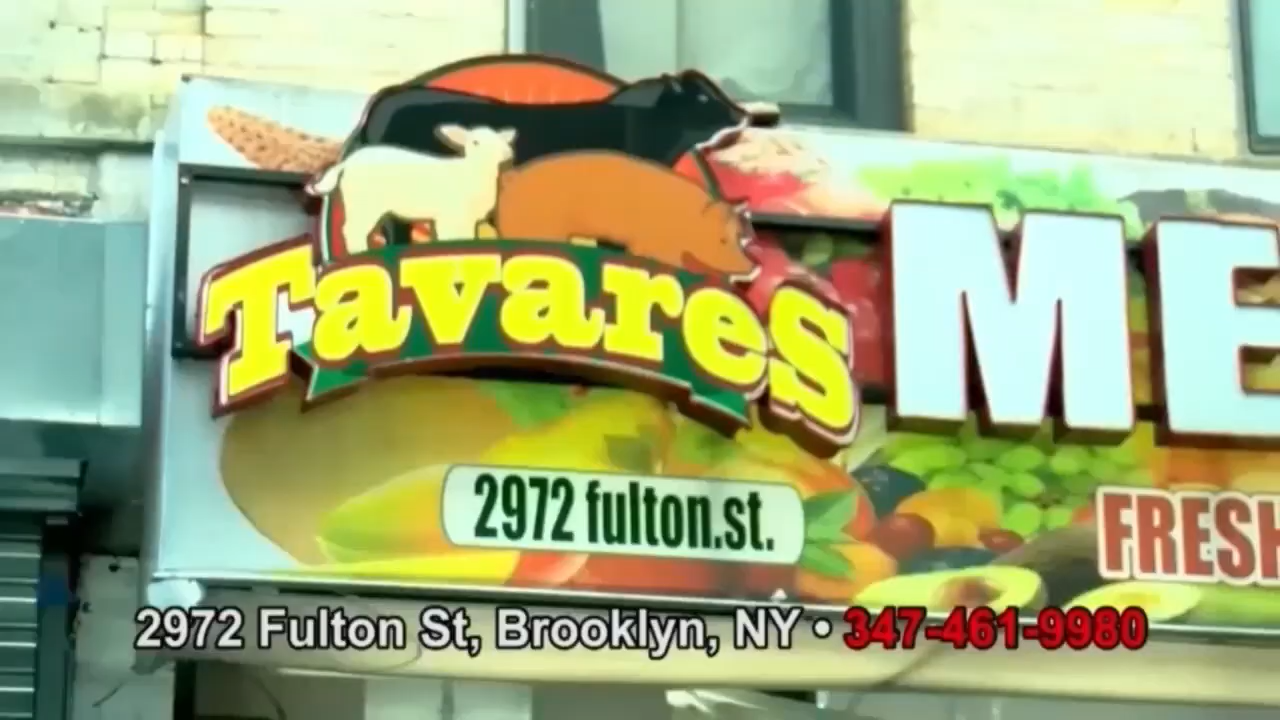 Tavares
ME
2972 fulton.st.
FRESH
2972 Fulton St, Brooklyn, NY • 347-461-9980